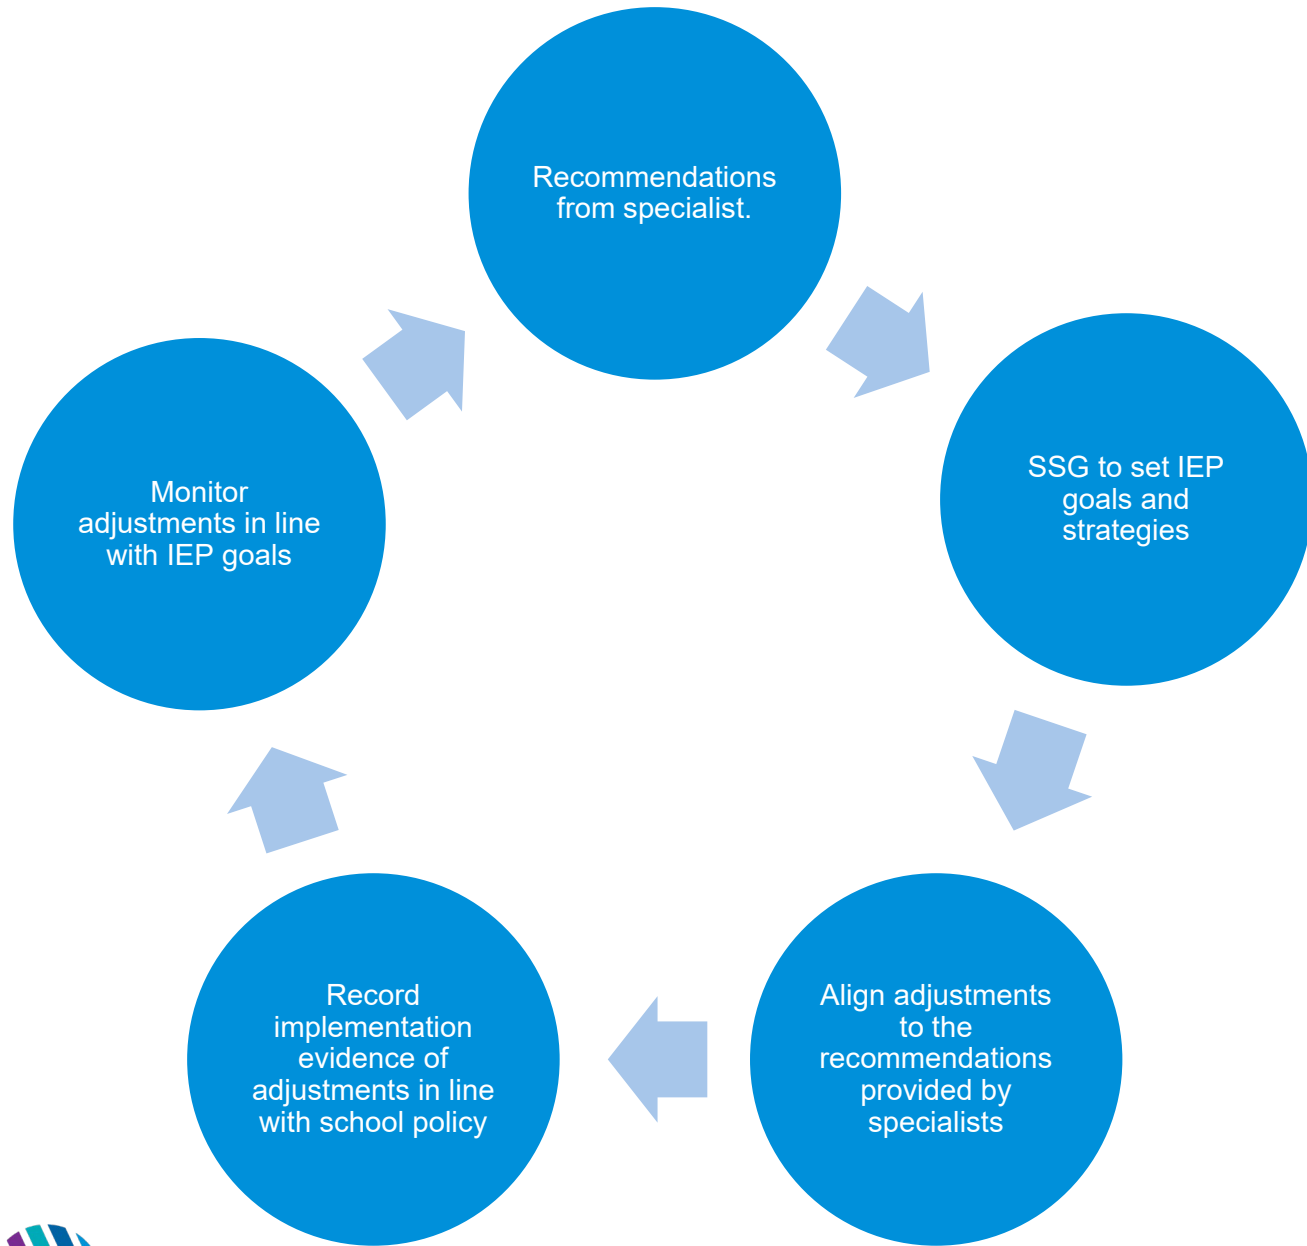 Recommendations
from specialist.
SSG to set IEP
goals and
strategies
Align adjustments
to the
recommendations
provided by
specialists
Record
implementation
evidence of
adjustments in line
with school policy
Monitor
adjustments in line
with IEP goals